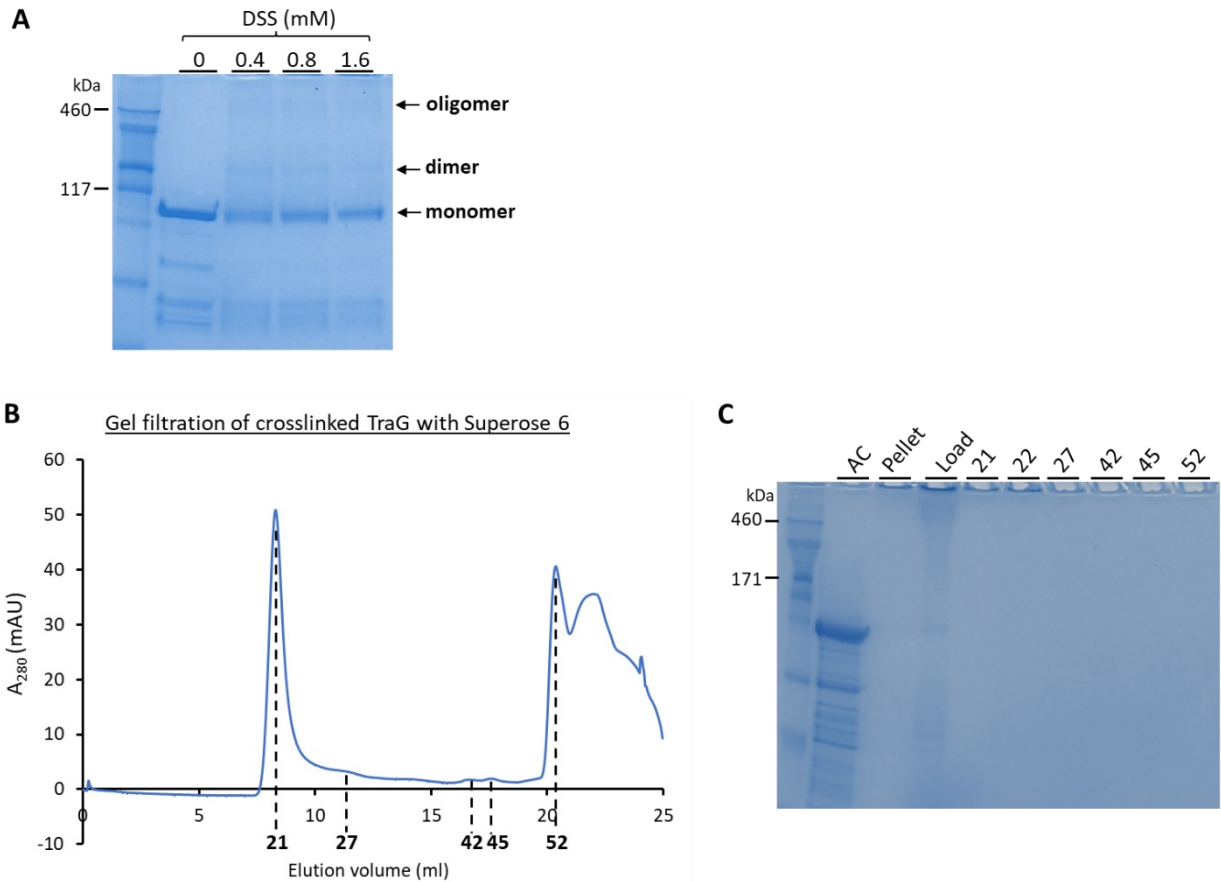 A
DSS (mM)
0 0.4 0.8 1.6
kDa
460
117
oligomer
dimer
monomer
B
Gel filtration of crosslinked TraG with Superose 6
A280 (mAU)
60
50
40
30
20
10
0
-10
0 5 10 15 20 25
21 27 42 45 52
Elution volume (ml)
C
AC Pellet Load 21 22 27 42 45 52
kDa
460
171